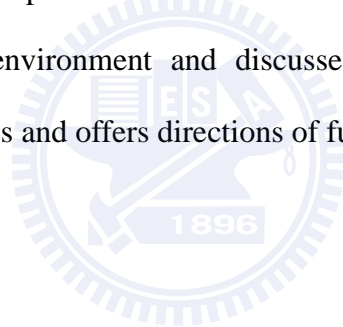 environment and discusse
s and offers directions of fu
E S A
1896